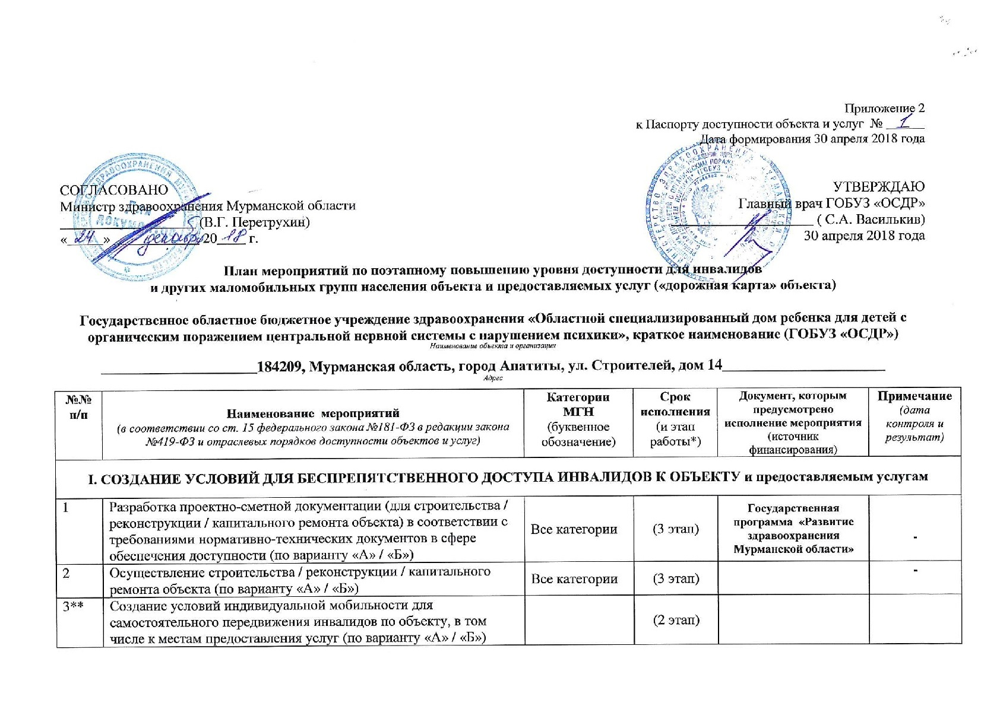 Приложение 2
к Паспорту доступности объекта и услуг № 1
Дата формирования 30 апреля 2018 года
СОГЛАСОВАНО
Министр здравоохранения Мурманской области
(В.Г. Перетрухин)
« 24 » декабря 20 18 г.
УТВЕРЖДАЮ
Главный врач ГОБУЗ «ОСДР»
( С.А. Василькив)
30 апреля 2018 года
План мероприятий по поэтапному повышению уровня доступности для инвалидов
и других маломобильных групп населения объекта и предоставляемых услуг («дорожная карта» объекта)
Государственное областное бюджетное учреждение здравоохранения «Областной специализированный дом ребенка для детей с
органическим поражением центральной нервной системы с нарушением психики», краткое наименование (ГОБУЗ «ОСДР»)
Наименование объекта и организации
184209, Мурманская область, город Апатиты, ул. Строителей, дом 14
Адрес
№№
п/п
Наименование мероприятий
(в соответствии со ст. 15 федерального закона №181-ФЗ в редакции закона
№419-ФЗ и отраслевых порядков доступности объектов и услуг)
Категории
МГН
(буквенное
обозначение)
Срок
исполнения
(и этап
работы*)
Документ, которым
предусмотрено
исполнение мероприятия
(источник
финансирования)
Примечание
(дата
контроля и
результат)
I. СОЗДАНИЕ УСЛОВИЙ ДЛЯ БЕСПРЕПЯТСТВЕННОГО ДОСТУПА ИНВАЛИДОВ К ОБЪЕКТУ и предоставляемым услугам
1
Разработка проектно-сметной документации (для строительства /
реконструкции / капитального ремонта объекта) в соответствии с
требованиями нормативно-технических документов в сфере
обеспечения доступности (по варианту «А» / «Б»)
Все категории
(3 этап)
Государственная
программа «Развитие
здравоохранения
Мурманской области»
-
2
Осуществление строительства / реконструкции / капитального
ремонта объекта (по варианту «А» / «Б»)
Все категории
(3 этап)
-
3**
Создание условий индивидуальной мобильности для
самостоятельного передвижения инвалидов по объекту, в том
числе к местам предоставления услуг (по варианту «А» / «Б»)
(2 этап)